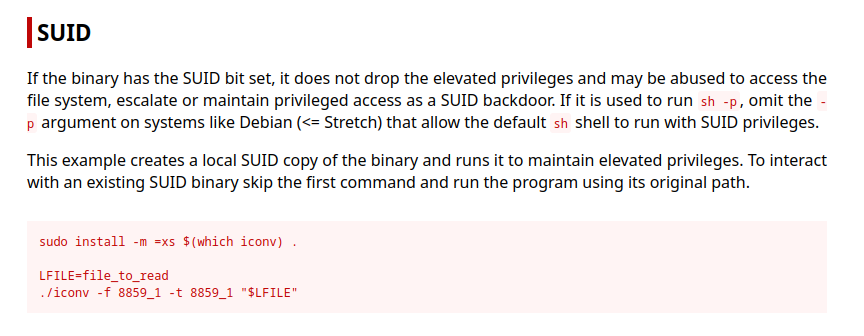 SUID
If the binary has the SUID bit set, it does not drop the elevated privileges and may be abused to access the
file system, escalate or maintain privileged access as a SUID backdoor. If it is used to run sh -p, omit the -
p argument on systems like Debian (<= Stretch) that allow the default sh shell to run with SUID privileges.
This example creates a local SUID copy of the binary and runs it to maintain elevated privileges. To interact
with an existing SUID binary skip the first command and run the program using its original path.
sudo install -m =xs $(which iconv) .
LFILE=file_to_read
./iconv -f 8859_1 -t 8859_1 "$LFILE"